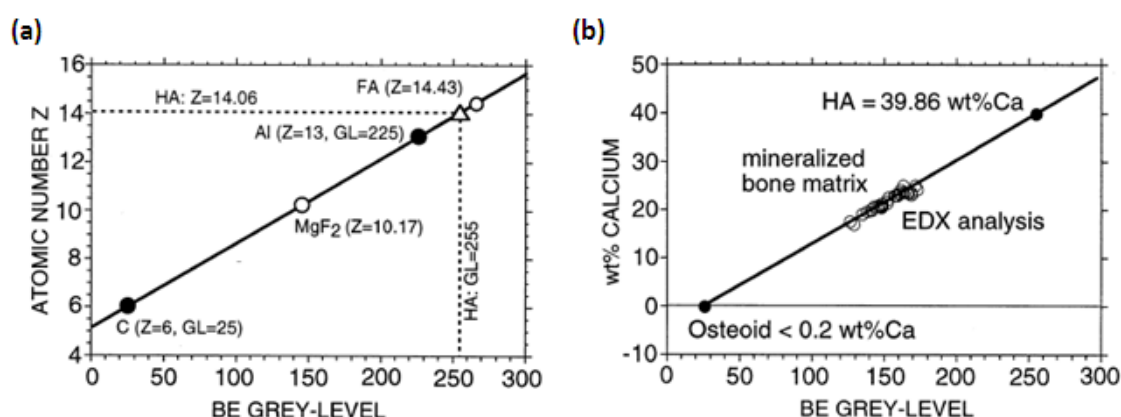 (a)
ATOMIC NUMBER Z
16
14
12
10
8
6
4
HA: Z=14.06
FA (Z=14.43)
Al (Z=13, GL=225)
MgF2 (Z=10.17)
C (Z=6, GL=25)
HA: GL=255
0 50 100 150 200 250 300
BE GREY-LEVEL
(b)
wt% CALCIUM
50
40
30
20
10
0
-10
HA = 39.86 wt%Ca
mineralized
bone matrix
EDX analysis
Osteoid < 0.2 wt%Ca
0 50 100 150 200 250 300
BE GREY-LEVEL